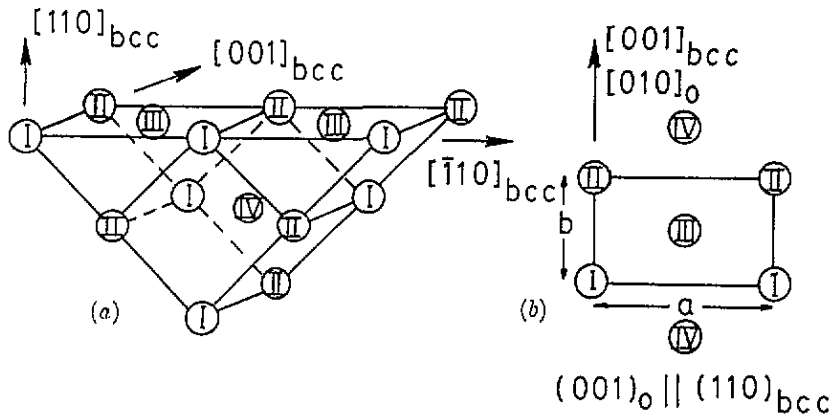 [110]bcc
[001]bcc
II
II
II
III
III
I
I
I
[1̄10]bcc
I
I
IV
II
II
II
I
(a)
[001]bcc
[010]o
IV
II
II
b
III
I
I
a
(b)
IV
(001)o || (110)bcc